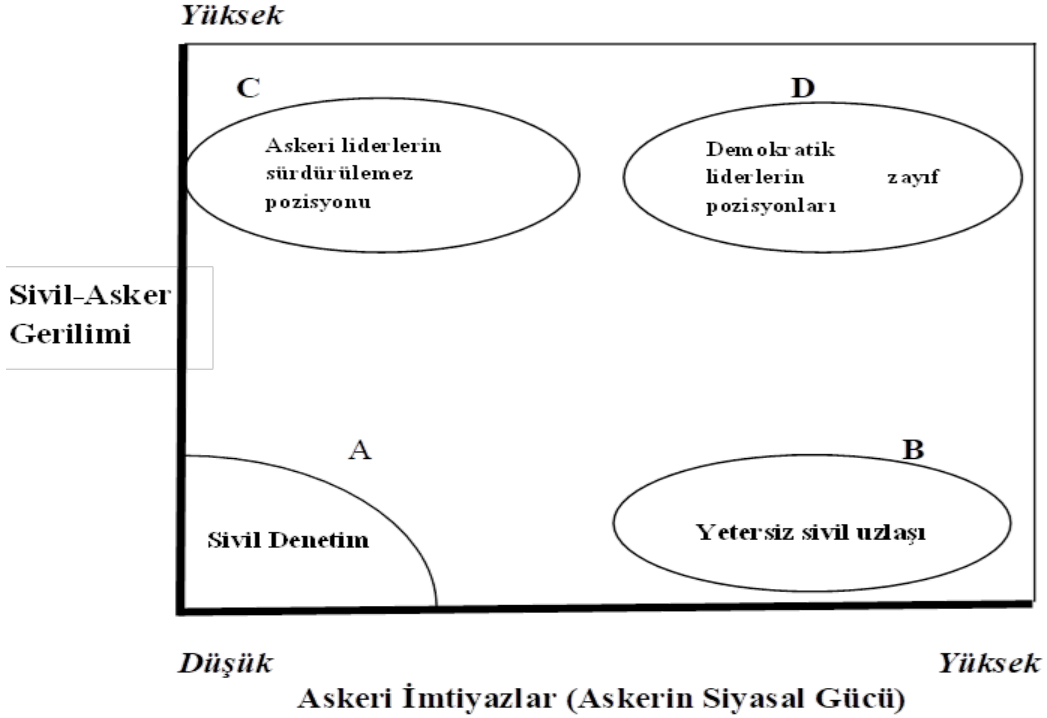 Yüksek
C
D
Askeri liderlerin
sürdürülemez
pozisyonu
Demokratik
liderlerin zayıf
pozisyonları
Sivil-Asker
Gerilimi
A
B
Sivil Denetim
Yetersiz sivil uzlaşı
Düşük
Yüksek
Askeri İmtiyazlar (Askerin Siyasal Gücü)